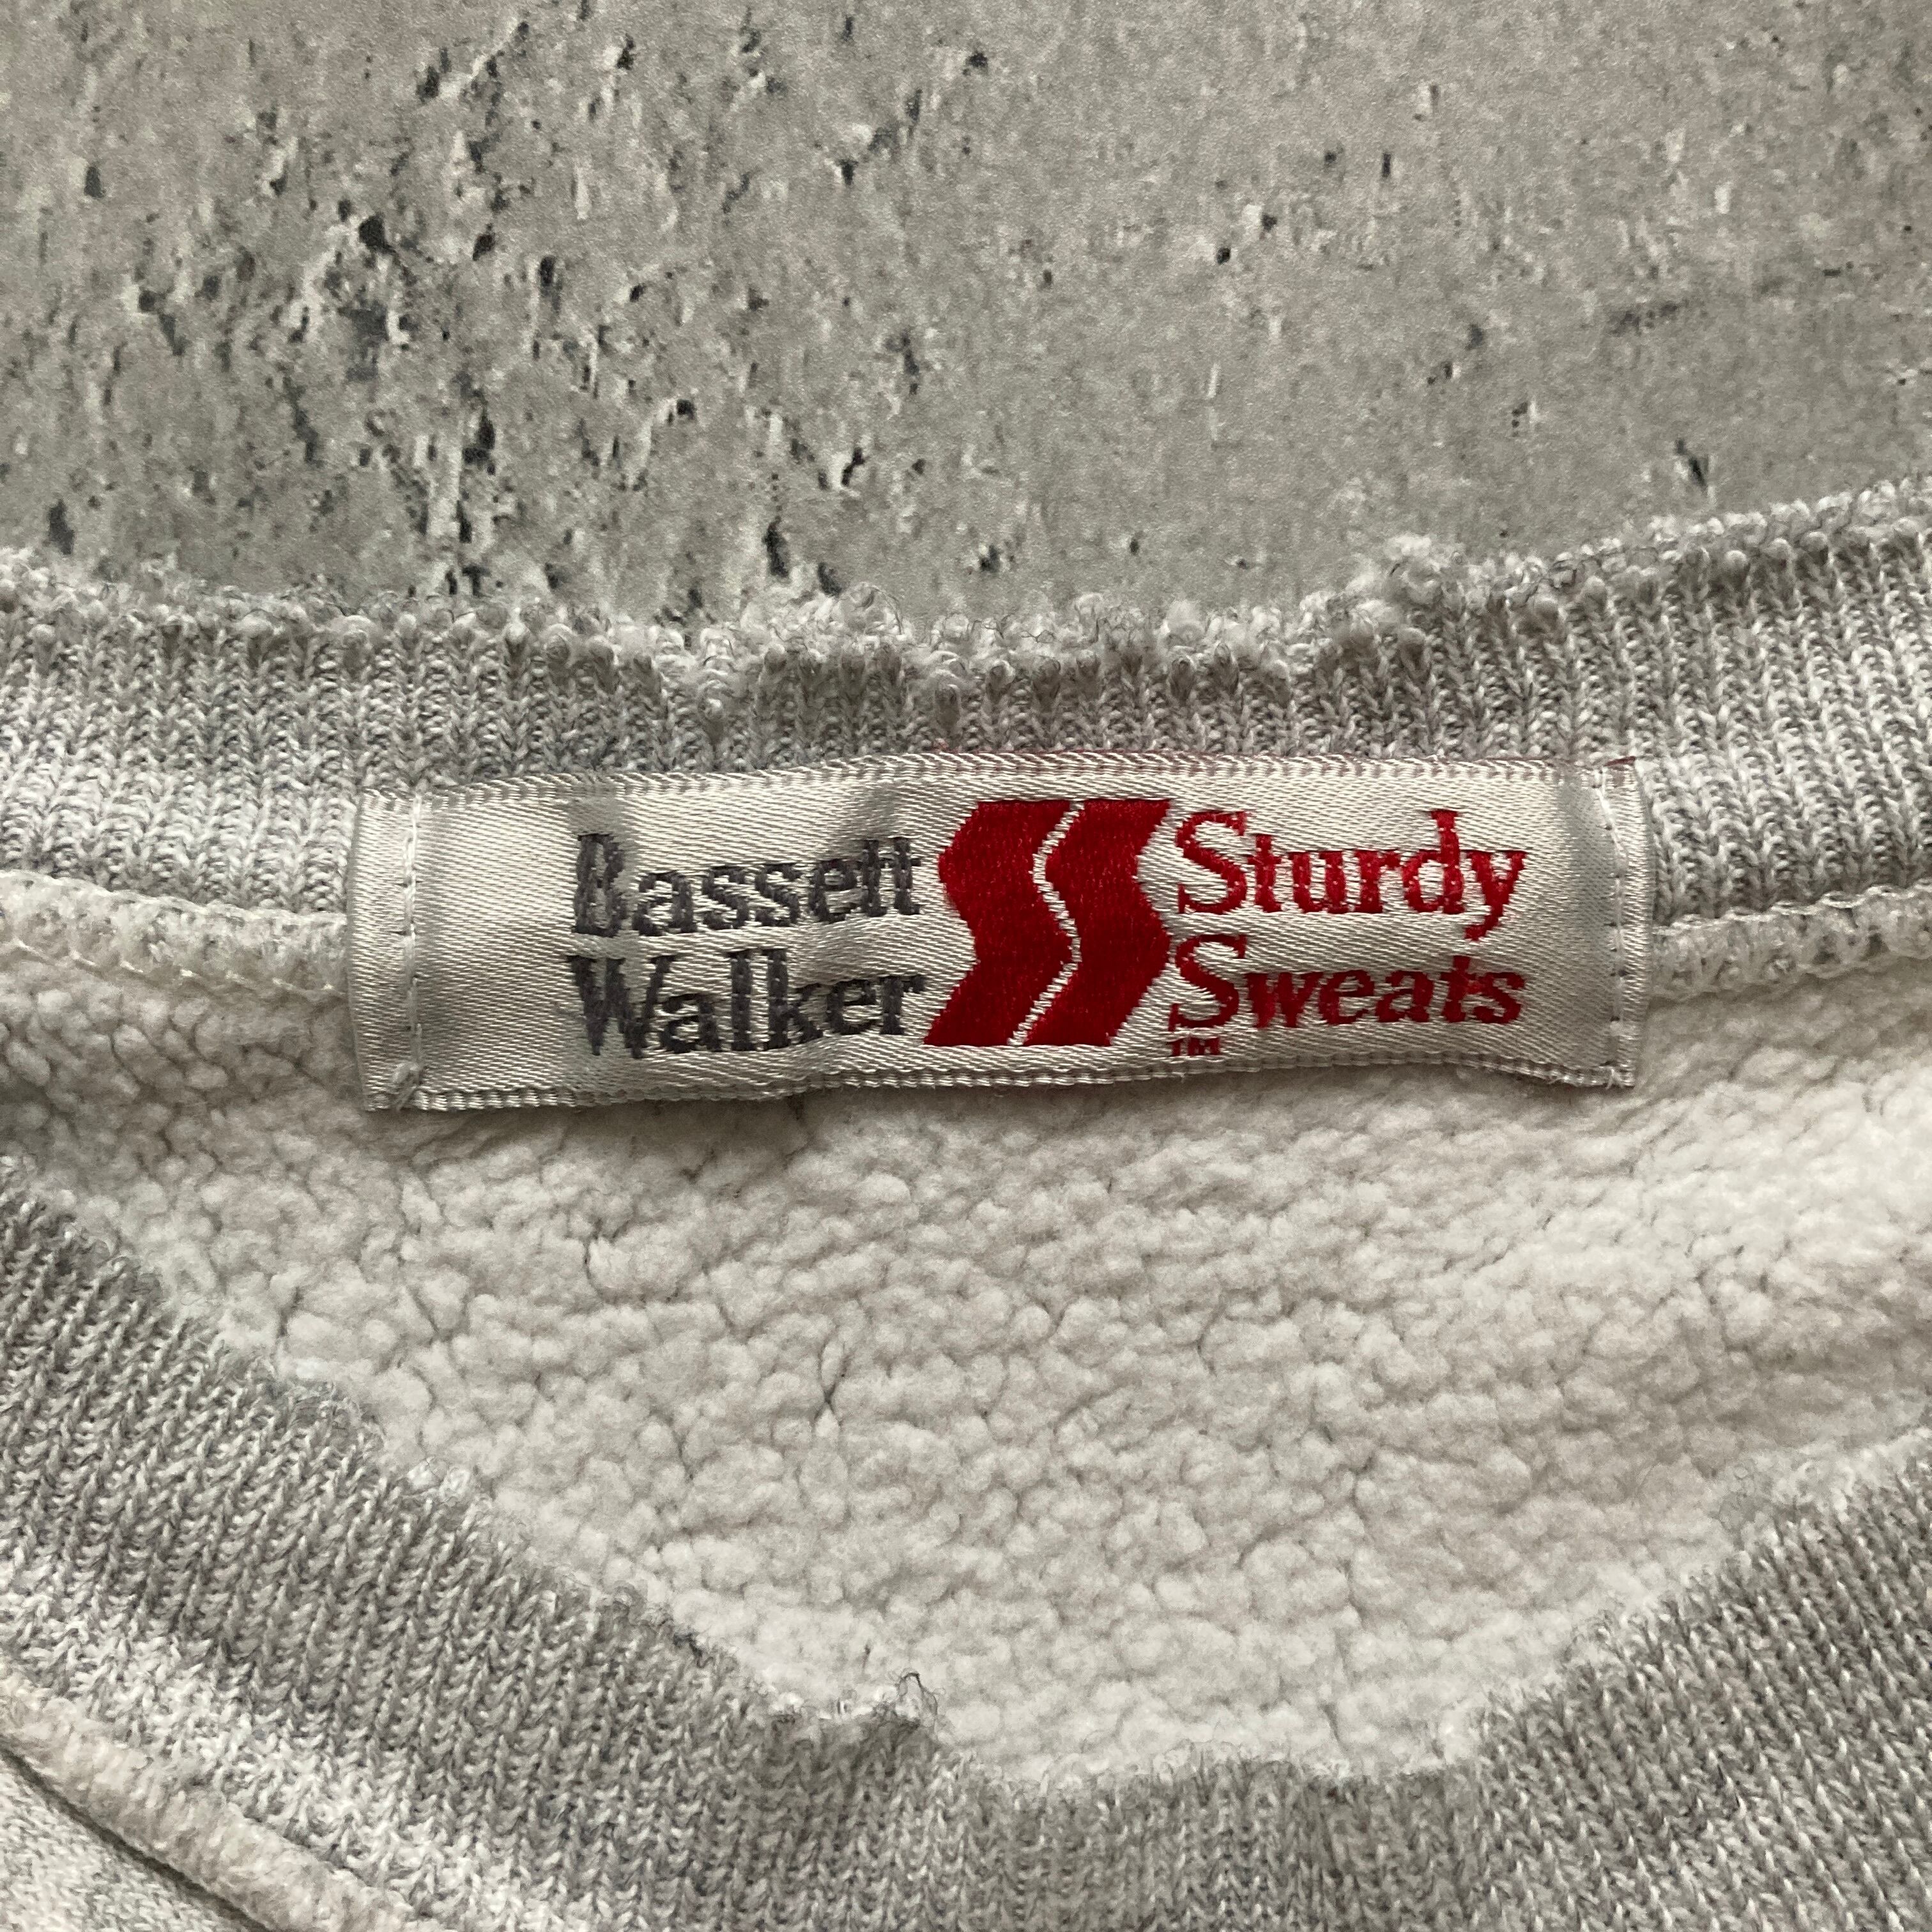 Bassett
Walker
Sturdy
Sweats
TM